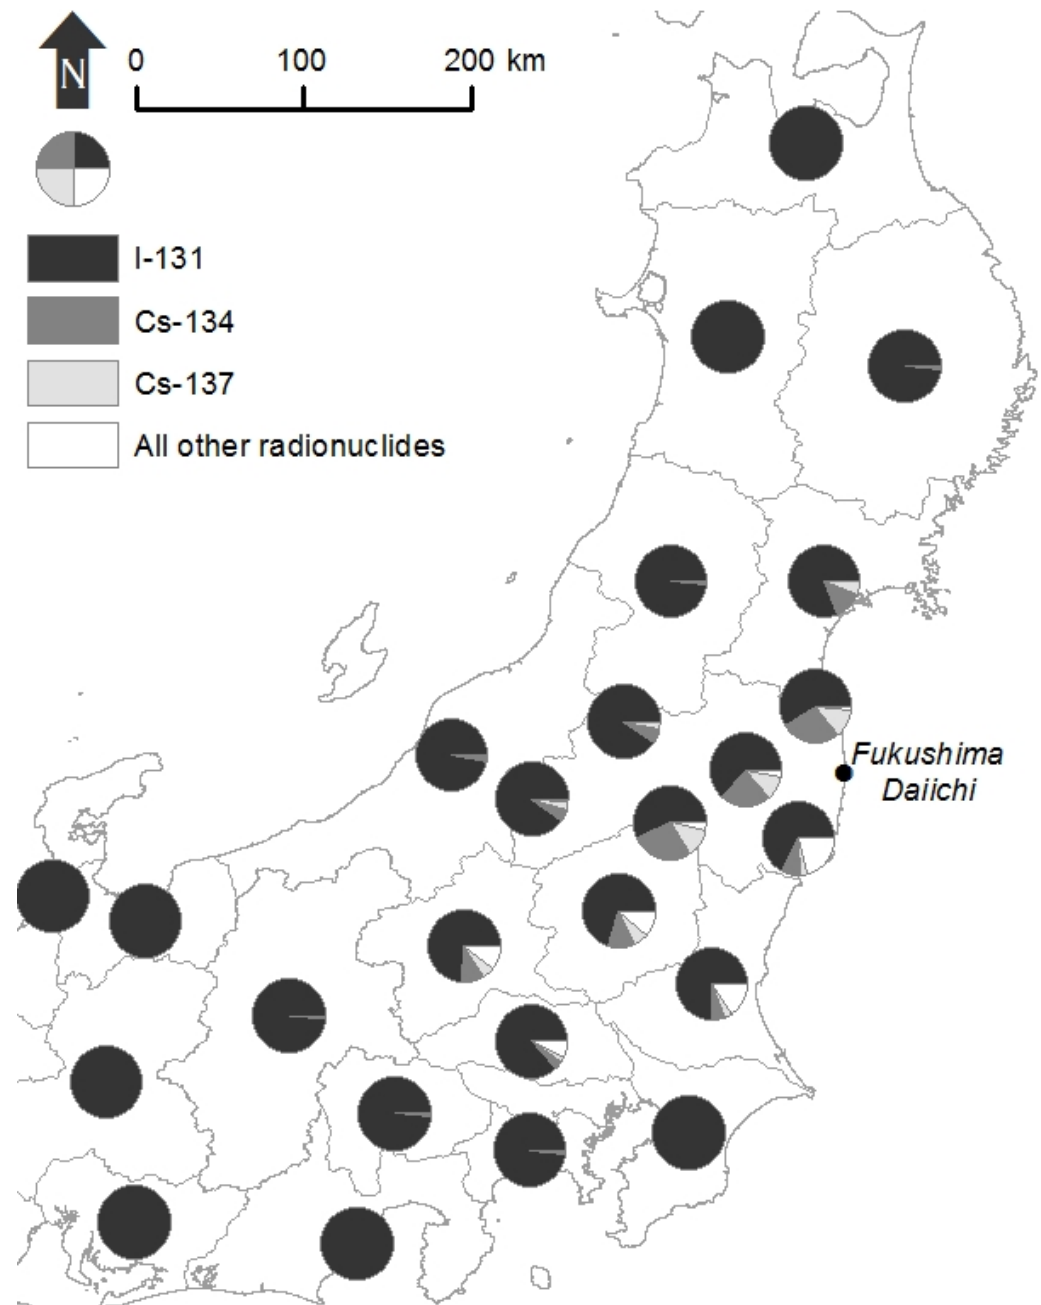 N
0 100 200 km
I-131
Cs-134
Cs-137
All other radionuclides
Fukushima
Daiichi